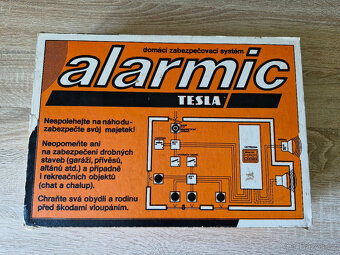 domácí zabezpečovací systém
alarmic
TESLA
Nespolehejte na náhodu-
zabezpečte svůj majetek!
Neopomeňte ani
na zabezpečení drobných
staveb (garáží, přívěsů,
altánů atd.) a případně
i rekreačních objektů
(chat a chalup).
Chraňte svá obydlí a rodinu
před škodami vloupáním.